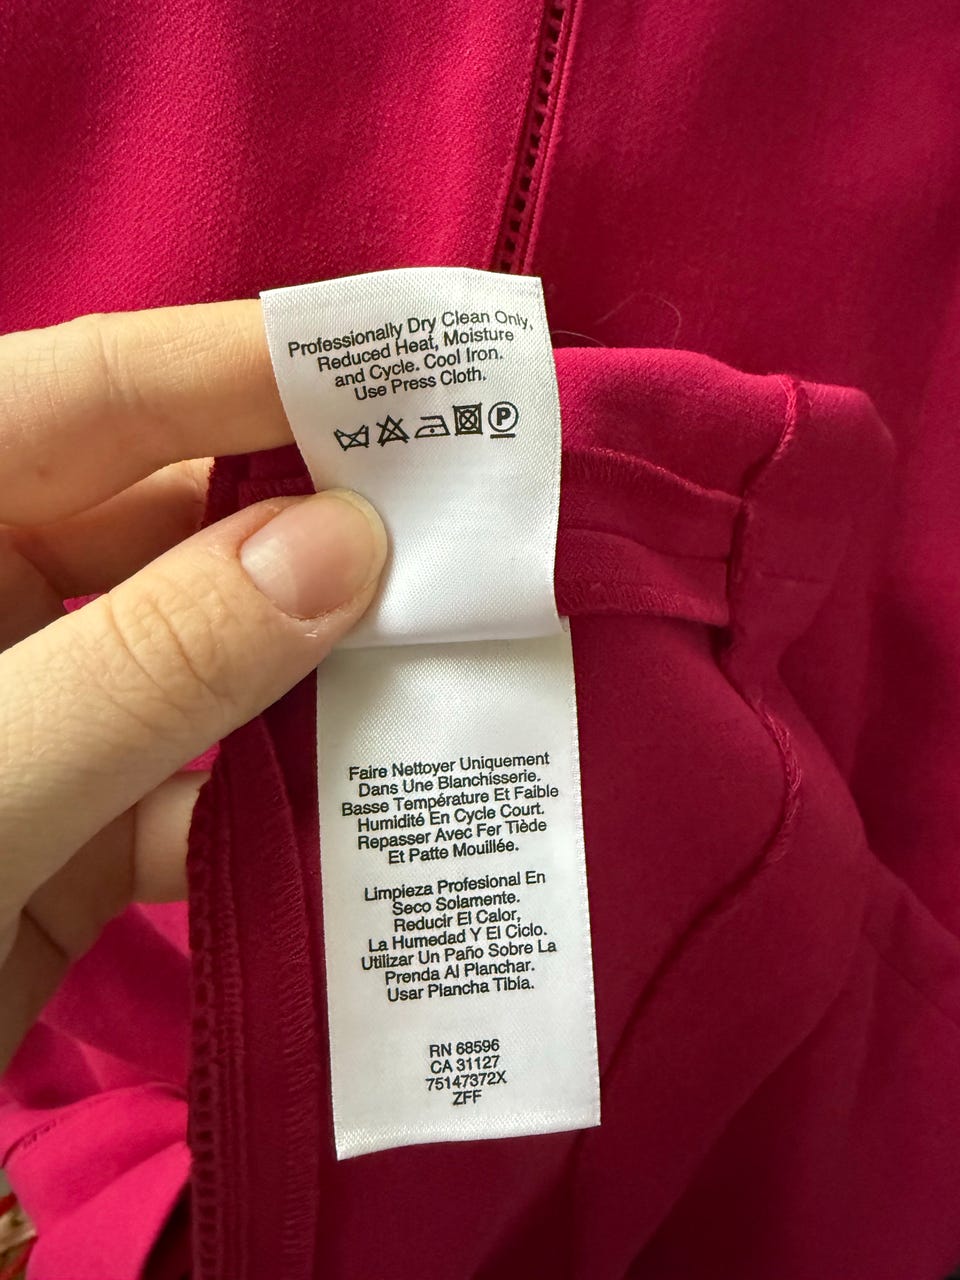 Professionally Dry Clean Only,
Reduced Heat, Moisture
and Cycle. Cool Iron.
Use Press Cloth.
P
Faire Nettoyer Uniquement
Dans Une Blanchisserie.
Basse Température Et Faible
Humidité En Cycle Court.
Repasser Avec Fer Tiède
Et Patte Mouillée.
Limpieza Profesional En
Seco Solamente.
Reducir El Calor,
La Humedad Y El Ciclo.
Utilizar Un Paño Sobre La
Prenda Al Planchar.
Usar Plancha Tibia.
RN 68596
CA 31127
75147372X
ZFF